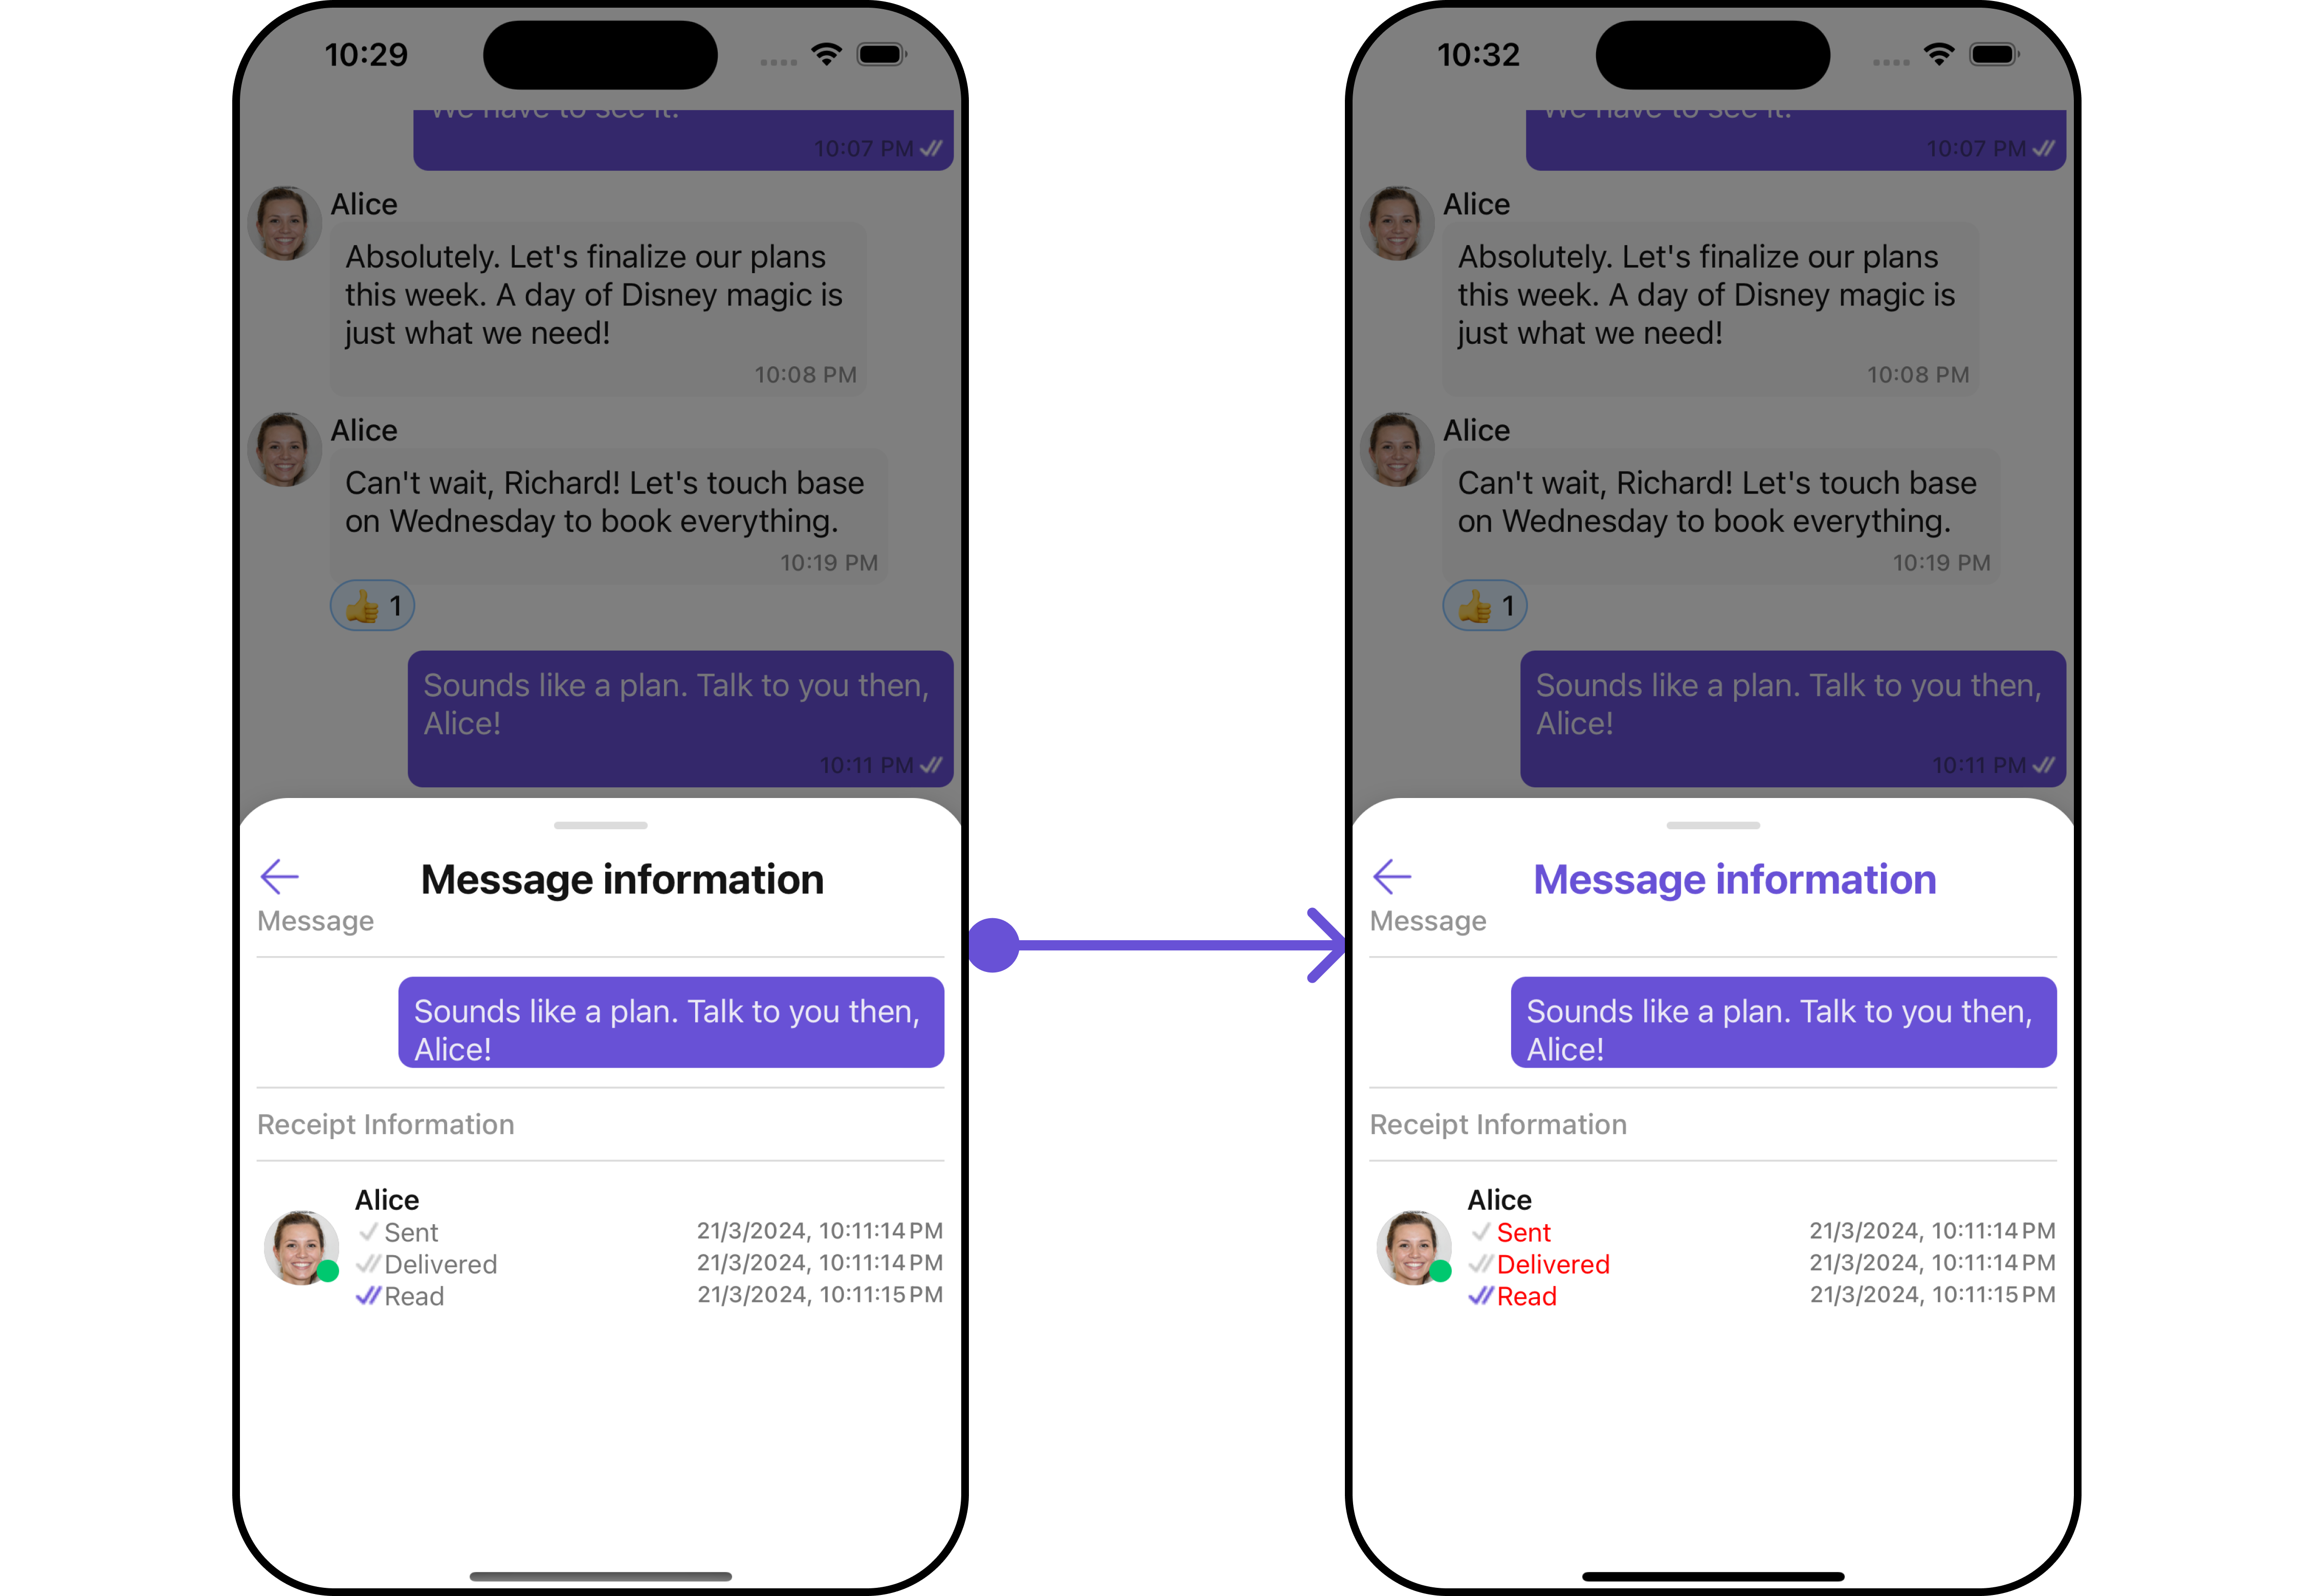 10:29
We have to see it.
10:07 PM
Alice
Absolutely. Let's finalize our plans
this week. A day of Disney magic is
just what we need!
10:08 PM
Alice
Can't wait, Richard! Let's touch base
on Wednesday to book everything.
10:19 PM
👍 1
Sounds like a plan. Talk to you then,
Alice!
10:11 PM
Message information
Message
Sounds like a plan. Talk to you then,
Alice!
Receipt Information
Alice
Sent 21/3/2024, 10:11:14 PM
Delivered 21/3/2024, 10:11:14 PM
Read 21/3/2024, 10:11:15 PM
10:32
We have to see it.
10:07 PM
Alice
Absolutely. Let's finalize our plans
this week. A day of Disney magic is
just what we need!
10:08 PM
Alice
Can't wait, Richard! Let's touch base
on Wednesday to book everything.
10:19 PM
👍 1
Sounds like a plan. Talk to you then,
Alice!
10:11 PM
Message information
Message
Sounds like a plan. Talk to you then,
Alice!
Receipt Information
Alice
Sent 21/3/2024, 10:11:14 PM
Delivered 21/3/2024, 10:11:14 PM
Read 21/3/2024, 10:11:15 PM